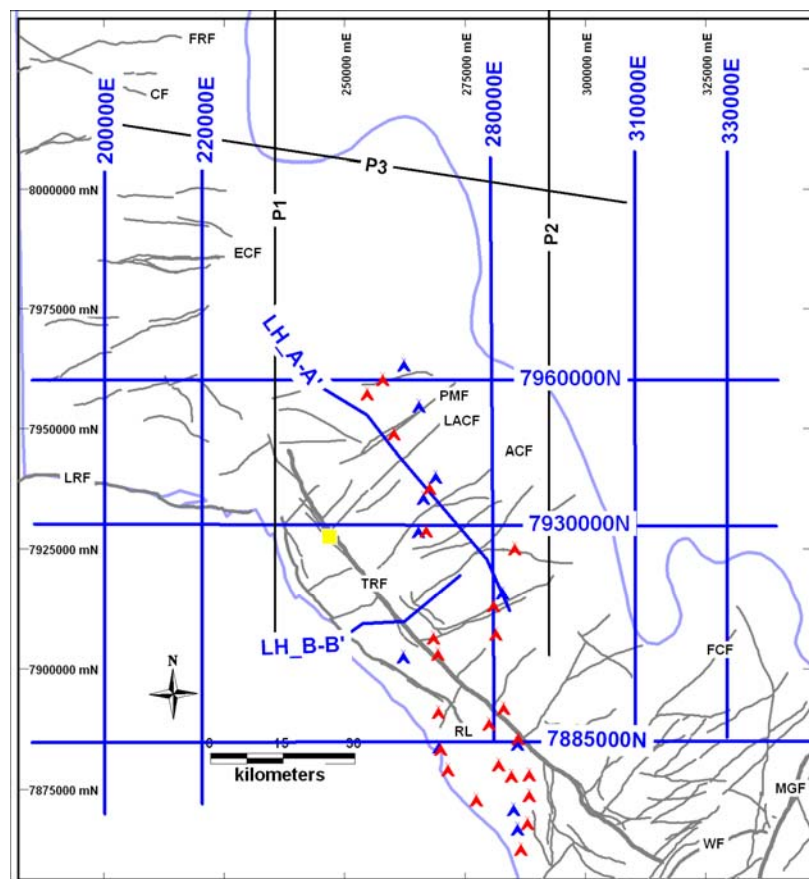 FRF
CF
250000 mE
275000 mE
300000 mE
325000 mE
200000E
220000E
280000E
310000E
330000E
P3
8000000 mN
P1
P2
ECF
7975000 mN
LH_A-A'
7960000N
PMF
LACF
7950000 mN
ACF
LRF
7930000N
7925000 mN
TRF
LH_B-B'
FCF
7900000 mN
N
RL
7885000N
0 15 30
kilometers
7875000 mN
MGF
WF